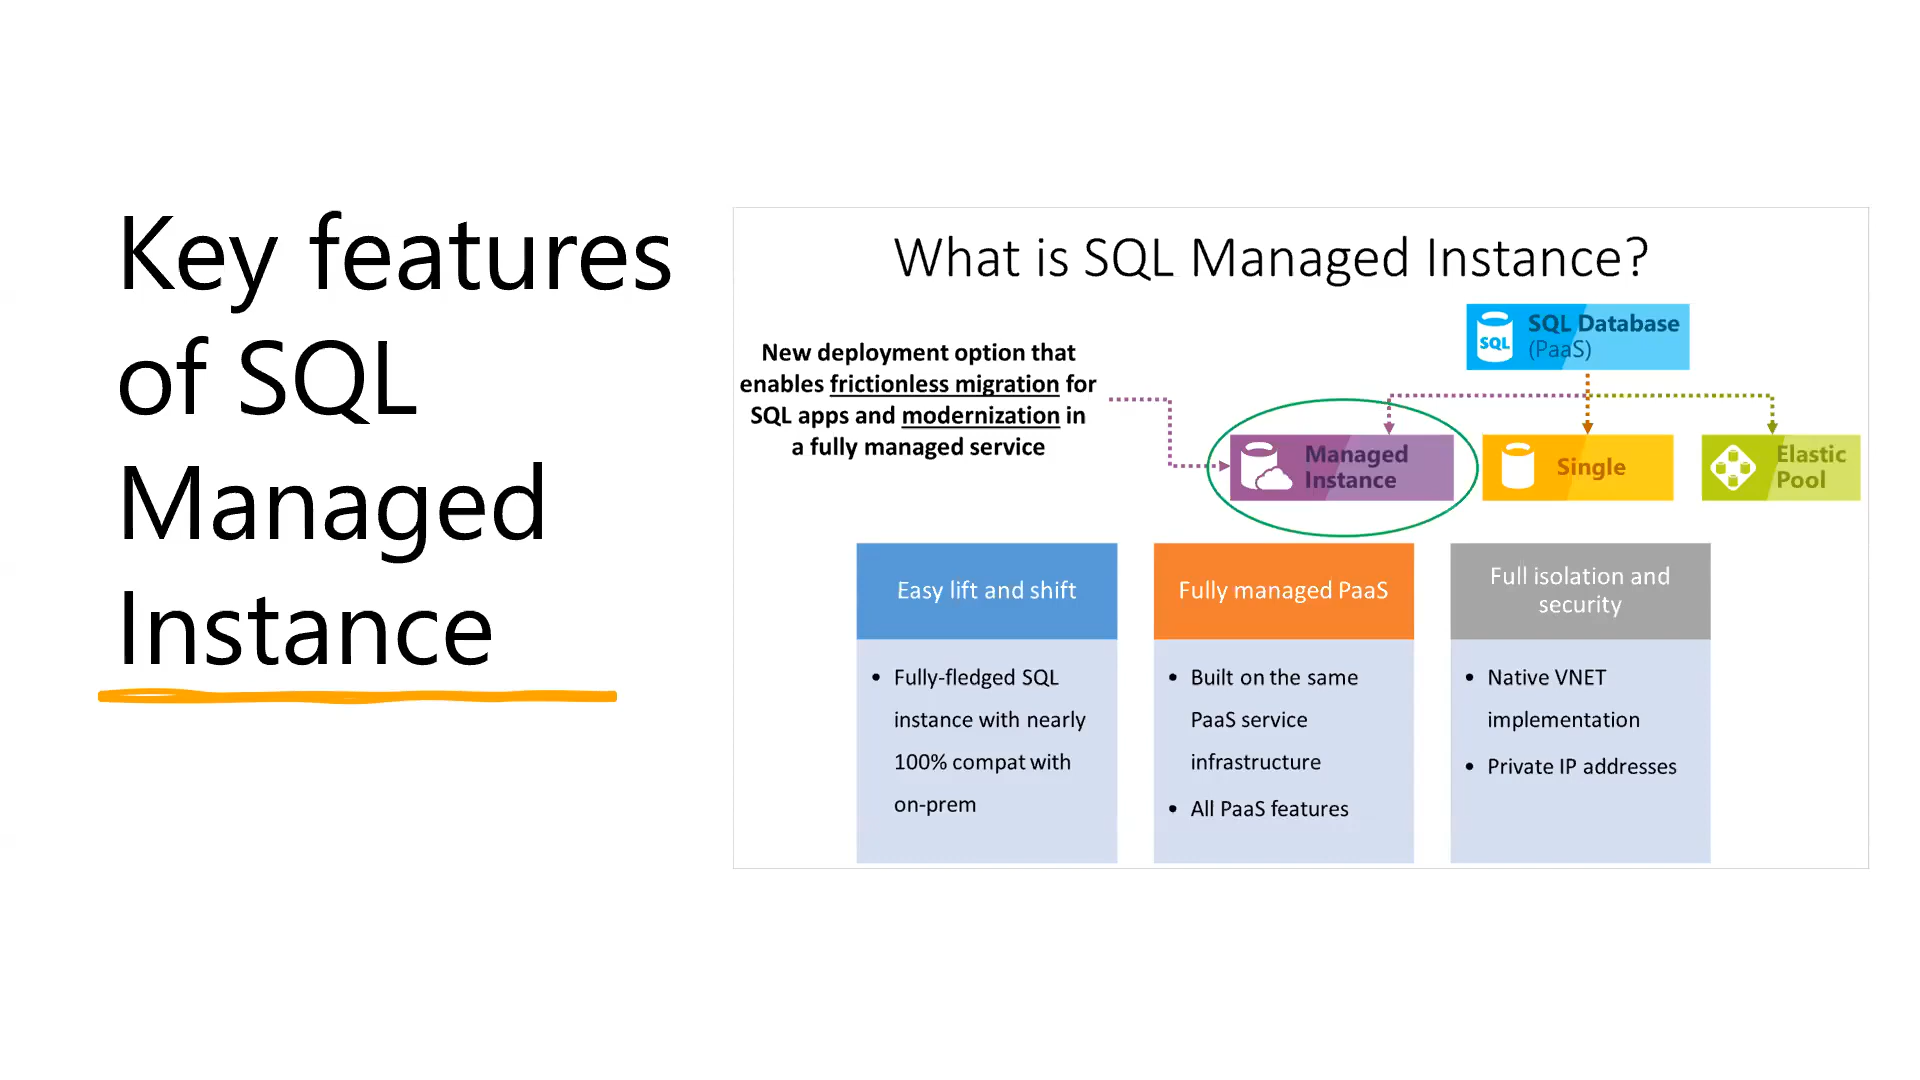 Key features
of SQL
Managed
Instance
What is SQL Managed Instance?
New deployment option that
enables frictionless migration for
SQL apps and modernization in
a fully managed service
SQL
SQL Database
(PaaS)
Managed
Instance
Single
Elastic
Pool
Easy lift and shift
• Fully-fledged SQL
instance with nearly
100% compat with
on-prem
Fully managed PaaS
• Built on the same
PaaS service
infrastructure
• All PaaS features
Full isolation and
security
• Native VNET
implementation
• Private IP addresses